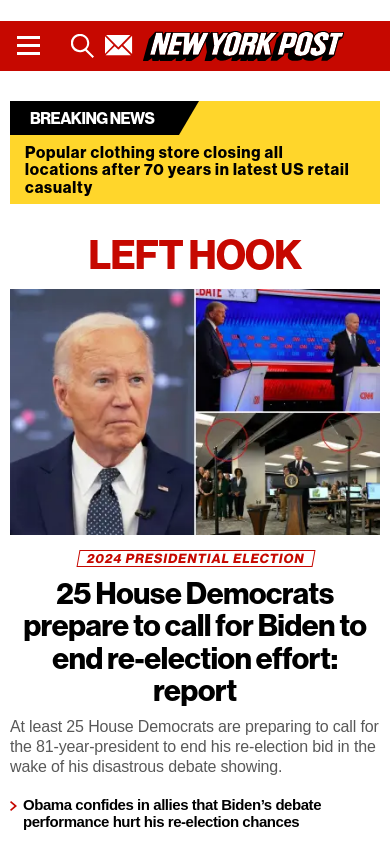 NEW YORK POST
BREAKING NEWS
Popular clothing store closing all
locations after 70 years in latest US retail
casualty
LEFT HOOK
DEBATE
CNN
CNN
2024 PRESIDENTIAL ELECTION
25 House Democrats
prepare to call for Biden to
end re-election effort:
report
At least 25 House Democrats are preparing to call for
the 81-year-president to end his re-election bid in the
wake of his disastrous debate showing.
Obama confides in allies that Biden’s debate
performance hurt his re-election chances